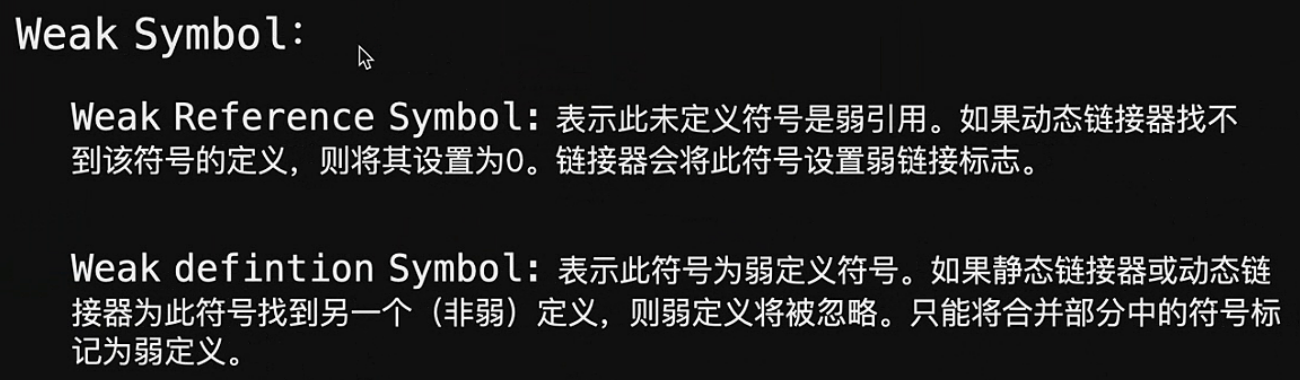 Weak Symbol:
Weak Reference Symbol: 表示此未定义符号是弱引用。如果动态链接器找不
到该符号的定义，则将其设置为0。链接器会将此符号设置弱链接标志。
Weak defintion Symbol: 表示此符号为弱定义符号。如果静态链接器或动态链
接器为此符号找到另一个（非弱）定义，则弱定义将被忽略。只能将合并部分中的符号标
记为弱定义。